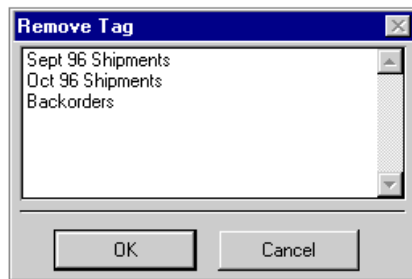 Remove Tag
Sept 96 Shipments
Oct 96 Shipments
Backorders
OK
Cancel